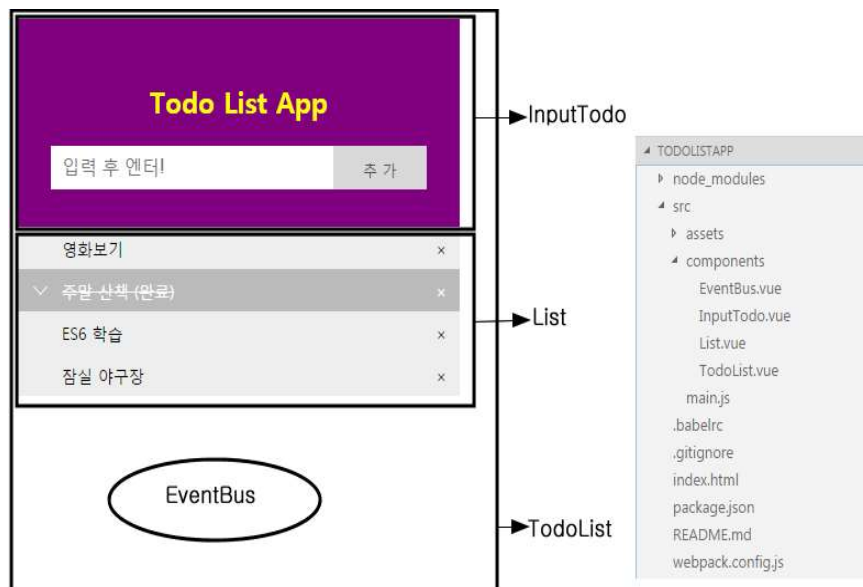 Todo List App
입력 후 엔터!
추 가
InputTodo
영화보기 ×
주말 산책 (완료) ×
ES6 학습 ×
잠실 야구장 ×
List
EventBus
TodoList
TODOLISTAPP
node_modules
src
assets
components
EventBus.vue
InputTodo.vue
List.vue
TodoList.vue
main.js
.babelrc
.gitignore
index.html
package.json
README.md
webpack.config.js